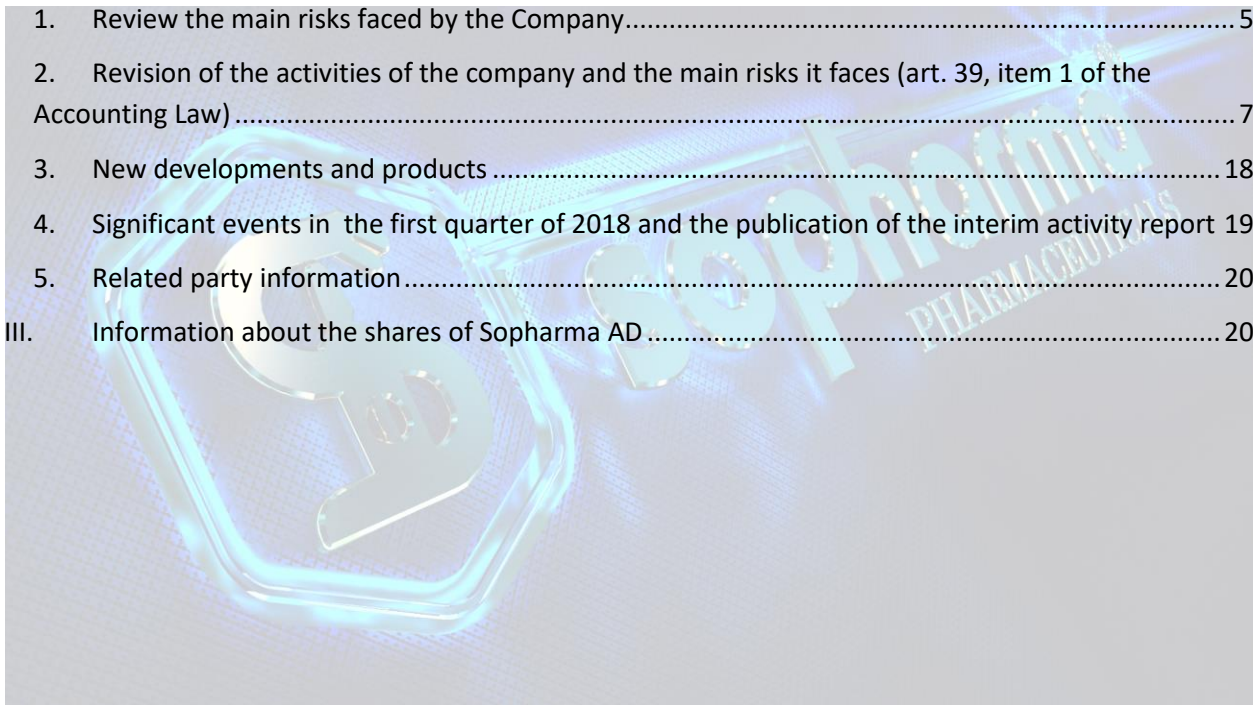 1. Review the main risks faced by the Company........................................................................................5
2. Revision of the activities of the company and the main risks it faces (art. 39, item 1 of the
Accounting Law)........................................................................................7
3. New developments and products........................................................................................18
4. Significant events in the first quarter of 2018 and the publication of the interim activity report 19
5. Related party information........................................................................................20
III. Information about the shares of Sopharma AD........................................................................................20
sopharma
PHARMACEUTICALS